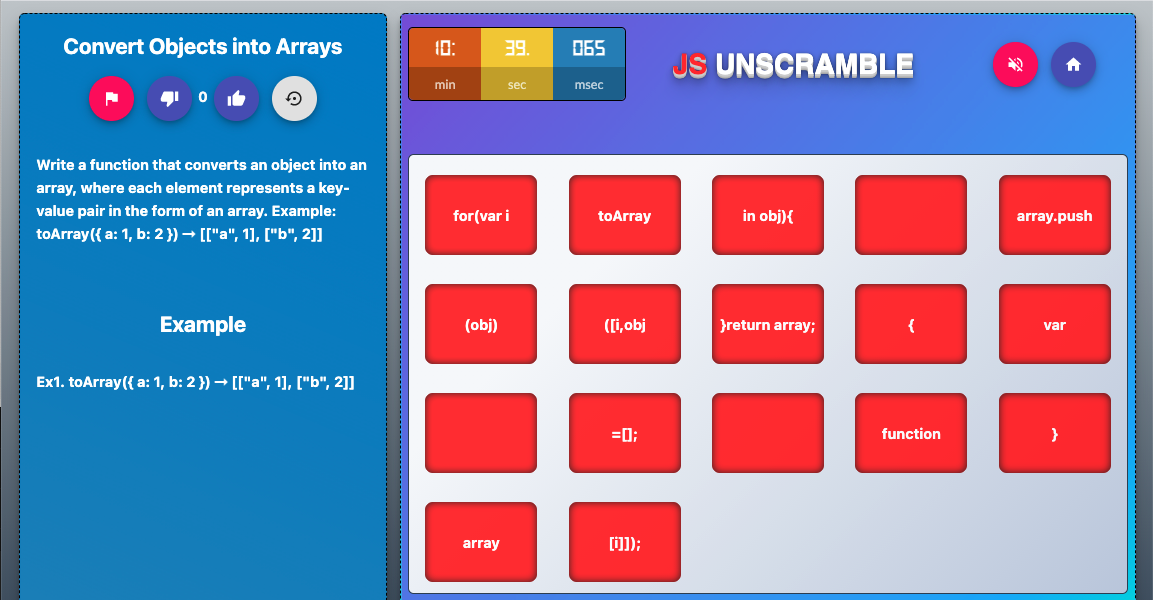 Convert Objects into Arrays
0
Write a function that converts an object into an
array, where each element represents a key-
value pair in the form of an array. Example:
toArray({ a: 1, b: 2 }) → [["a", 1], ["b", 2]]
Example
Ex1. toArray({ a: 1, b: 2 }) → [["a", 1], ["b", 2]]
10: 39. 065
min sec msec
JS UNSCRAMBLE
for(var i toArray in obj){ array.push
(obj) ([i,obj }return array; { var
=[]; function }
array [i]]);